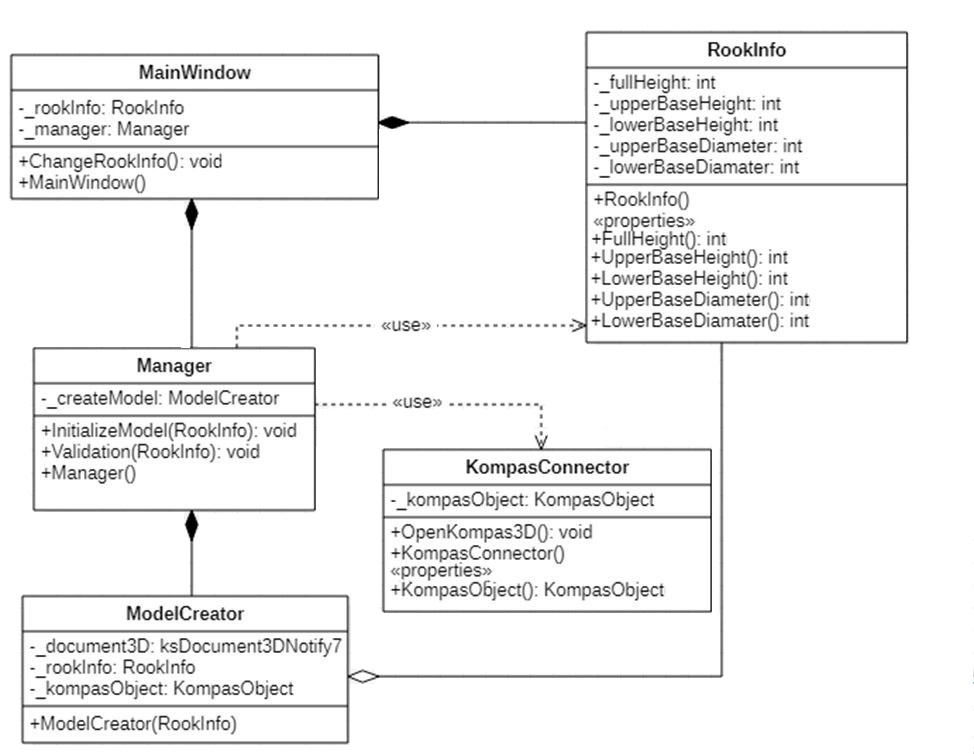 MainWindow
-_rookInfo: RookInfo
-_manager: Manager
+ChangeRookInfo(): void
+MainWindow()
RookInfo
-_fullHeight: int
-_upperBaseHeight: int
-_lowerBaseHeight: int
-_upperBaseDiameter: int
-_lowerBaseDiamater: int
+RookInfo()
«properties»
+FullHeight(): int
+UpperBaseHeight(): int
+LowerBaseHeight(): int
+UpperBaseDiameter(): int
+LowerBaseDiamater(): int
«use»
Manager
-_createModel: ModelCreator
+InitializeModel(RookInfo): void
+Validation(RookInfo): void
+Manager()
«use»
KompasConnector
-_kompasObject: KompasObject
+OpenKompas3D(): void
+KompasConnector()
«properties»
+KompasObject(): KompasObject
ModelCreator
-_document3D: ksDocument3DNotify7
-_rookInfo: RookInfo
-_kompasObject: KompasObject
+ModelCreator(RookInfo)